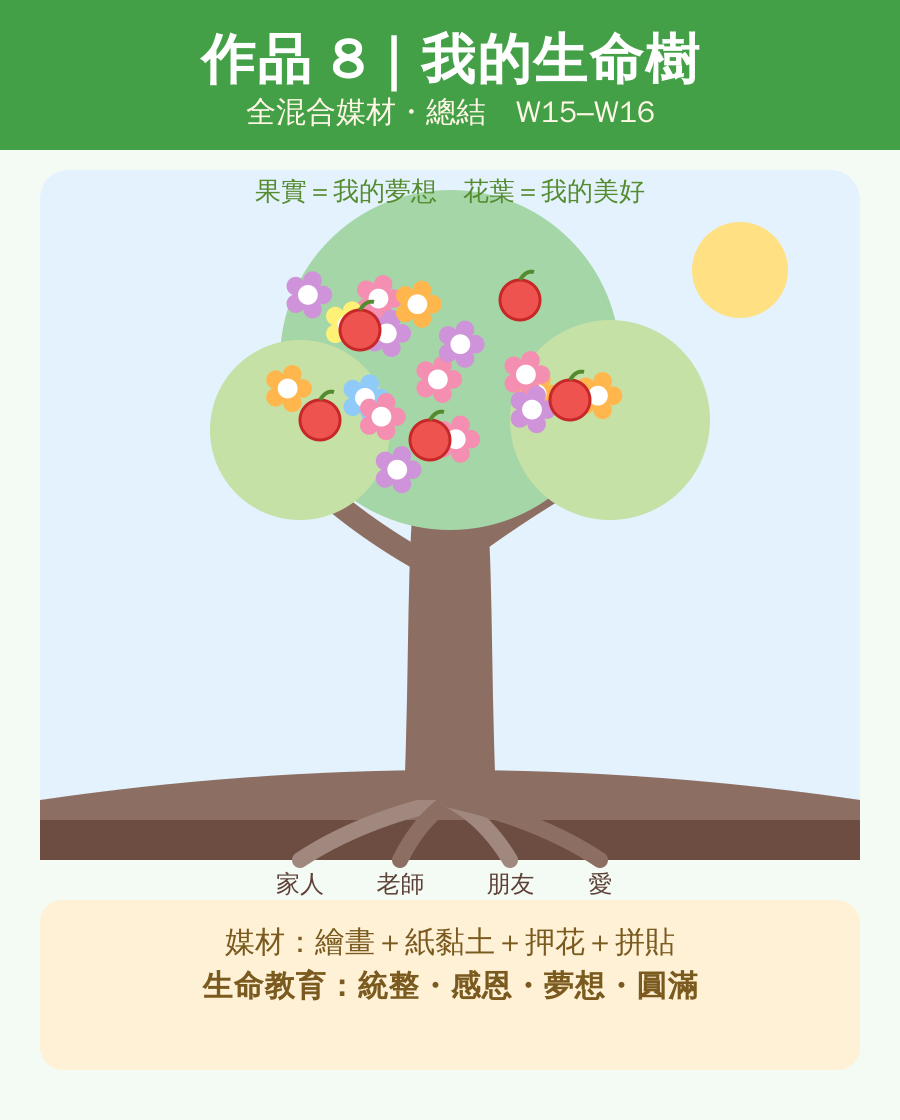 作品 8｜我的生命樹
全混合媒材・總結　W15–W16
果實＝我的夢想　花葉＝我的美好
家人　老師　朋友　愛
媒材：繪畫＋紙黏土＋押花＋拼貼
生命教育：統整・感恩・夢想・圓滿